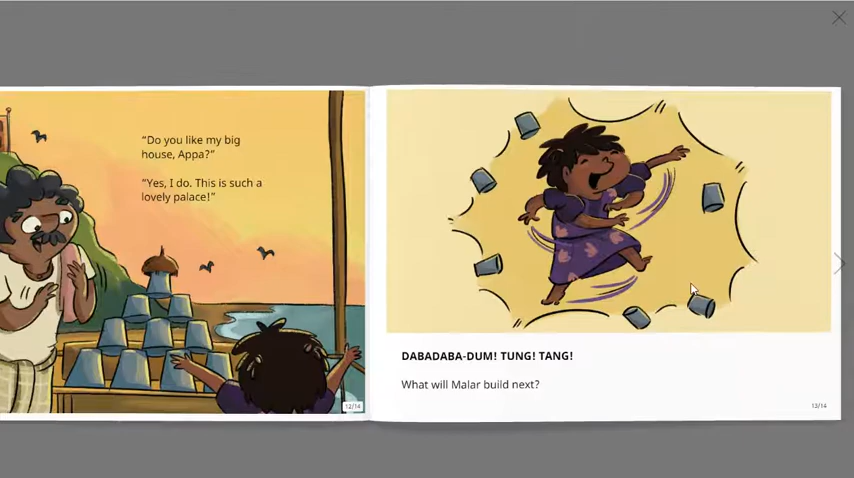 “Do you like my big
house, Appa?”
“Yes, I do. This is such a
lovely palace!”
12/14
DABADABA-DUM! TUNG! TANG!
What will Malar build next?
13/14